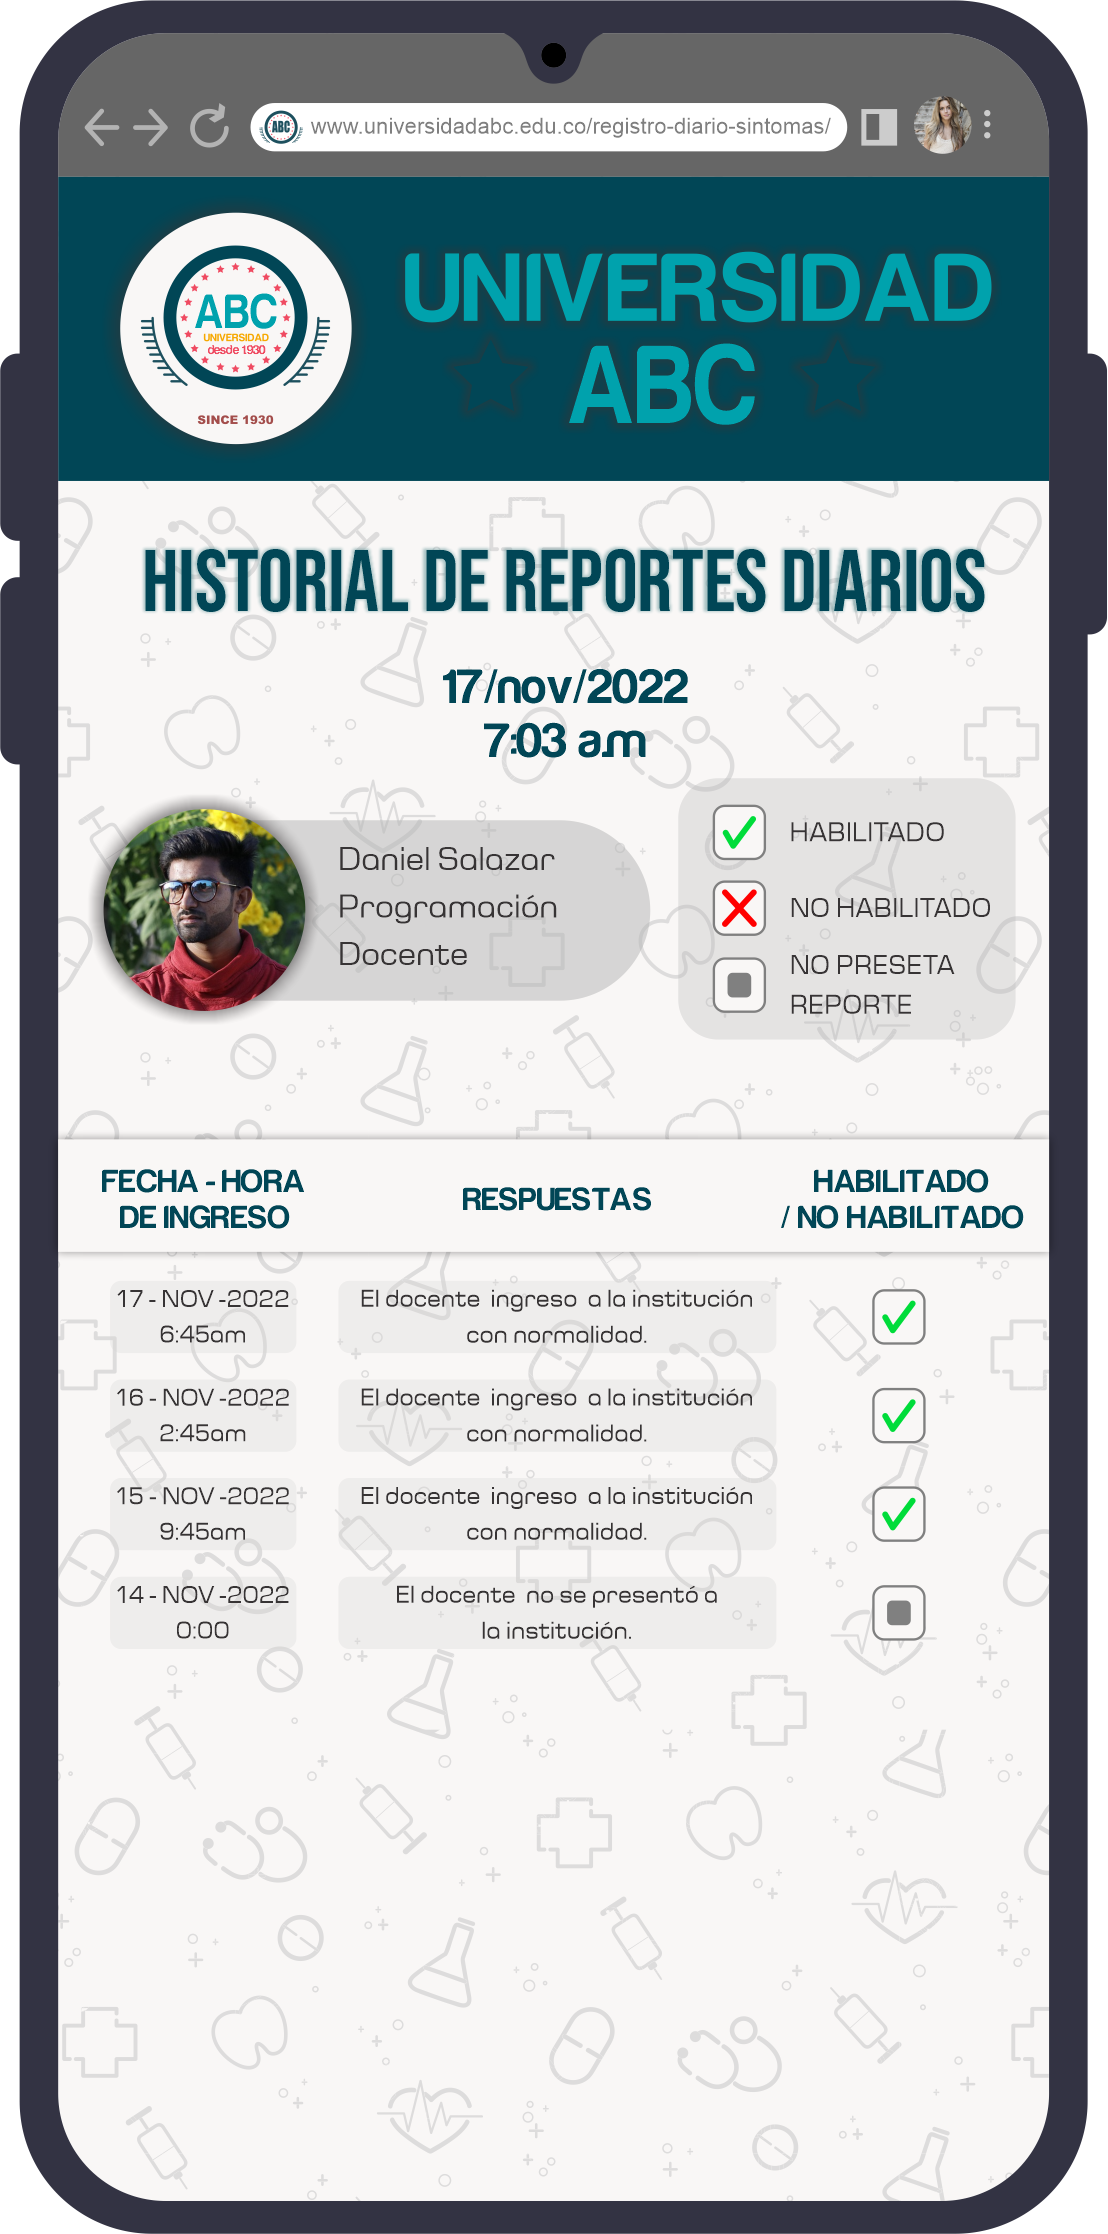 ABC
www.universidadabc.edu.co/registro-diario-sintomas/
ABC
UNIVERSIDAD
desde 1930
SINCE 1930
UNIVERSIDAD
ABC
HISTORIAL DE REPORTES DIARIOS
17/nov/2022
7:03 a.m
Daniel Salazar
Programación
Docente
HABILITADO
NO HABILITADO
NO PRESETA
REPORTE
FECHA - HORA
DE INGRESO
RESPUESTAS
HABILITADO
/ NO HABILITADO
17 - NOV -2022
6:45am
El docente ingreso a la institución
con normalidad.
16 - NOV -2022
2:45am
El docente ingreso a la institución
con normalidad.
15 - NOV -2022
9:45am
El docente ingreso a la institución
con normalidad.
14 - NOV -2022
0:00
El docente no se presentó a
la institución.